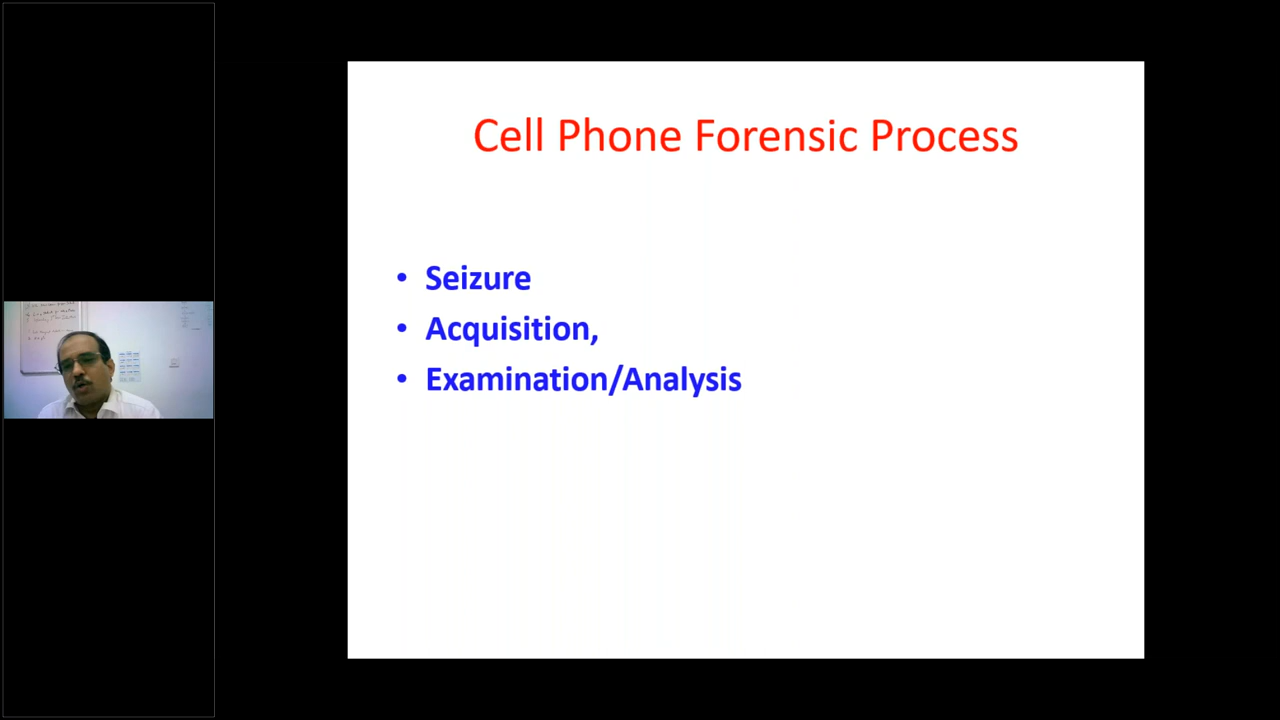 Cell Phone Forensic Process
• Seizure
• Acquisition,
• Examination/Analysis